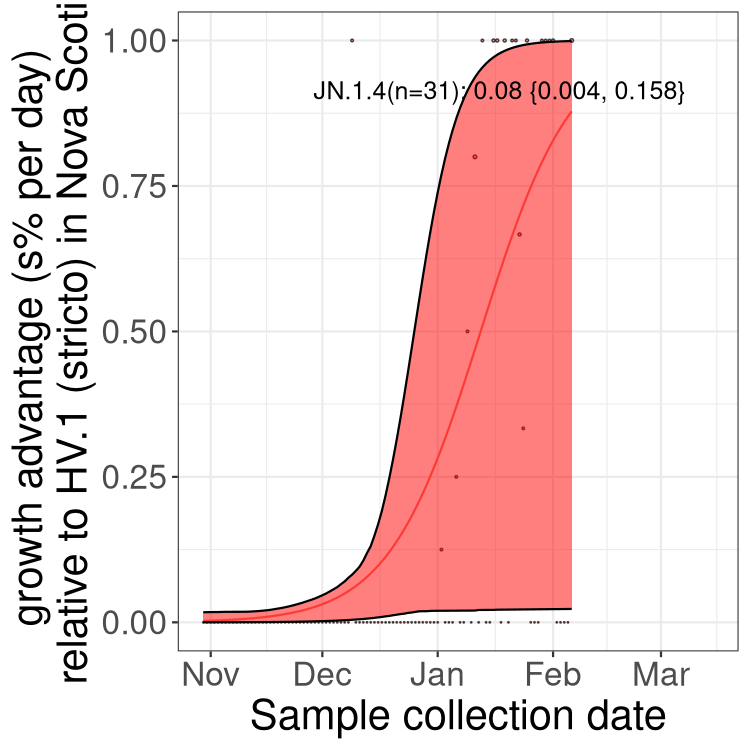 growth advantage (s% per day)
relative to HV.1 (stricto) in Nova Scoti
1.00
0.75
0.50
0.25
0.00
JN.1.4(n=31): 0.08 {0.004, 0.158}
Nov Dec Jan Feb Mar
Sample collection date